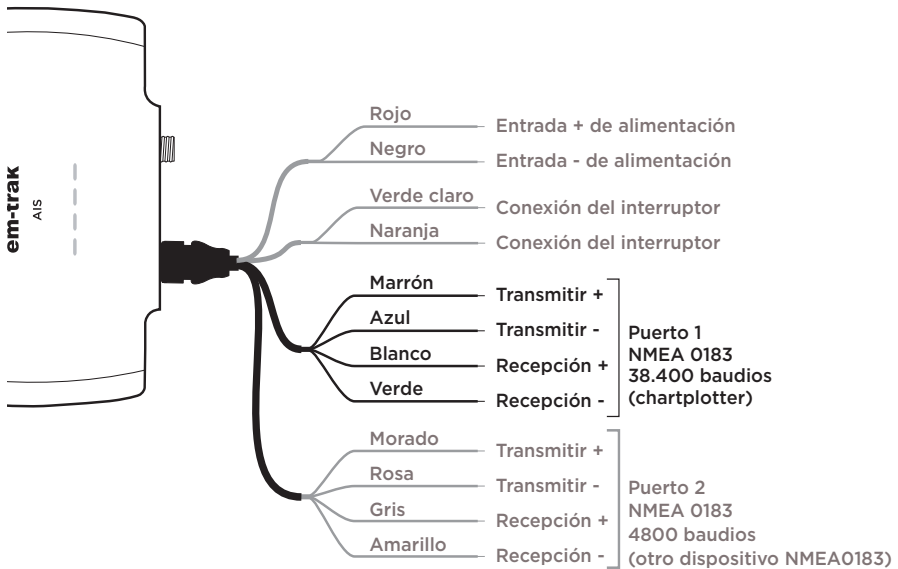 em-trak
AIS
Rojo
Entrada + de alimentación
Negro
Entrada - de alimentación
Verde claro
Conexión del interruptor
Naranja
Conexión del interruptor
Marrón
Transmitir +
Azul
Transmitir -
Blanco
Recepción +
Verde
Recepción -
Puerto 1
NMEA 0183
38.400 baudios
(chartplotter)
Morado
Transmitir +
Rosa
Transmitir -
Gris
Recepción +
Amarillo
Recepción -
Puerto 2
NMEA 0183
4800 baudios
(otro dispositivo NMEA0183)